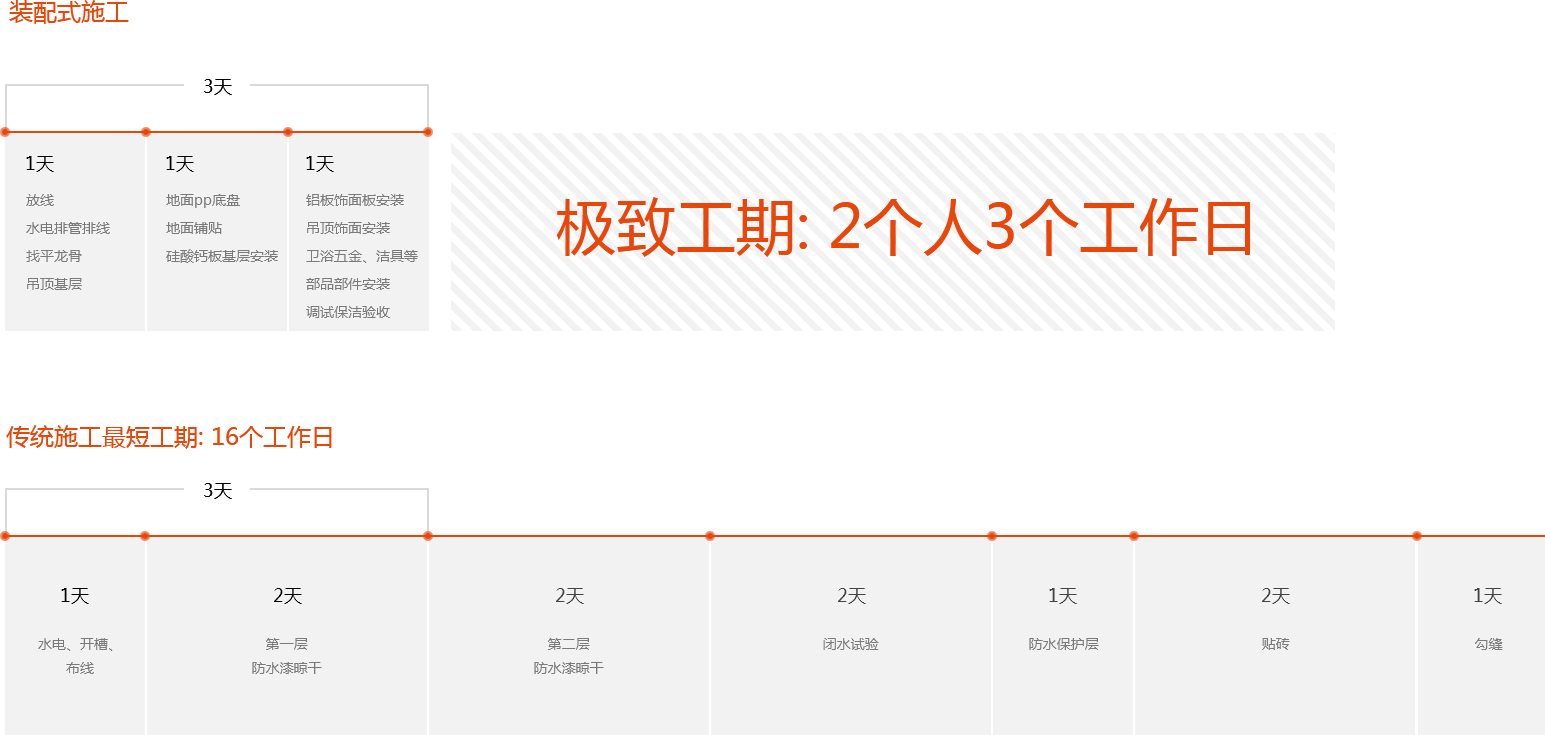 装配式施工
3天
1天
放线
水电排管排线
找平龙骨
吊顶基层
1天
地面pp底盘
地面铺贴
硅酸钙板基层安装
1天
铝板饰面板安装
吊顶饰面安装
卫浴五金、洁具等
部品部件安装
调试保洁验收
极致工期: 2个人3个工作日
传统施工最短工期: 16个工作日
3天
1天
水电、开槽、
布线
2天
第一层
防水漆晾干
2天
第二层
防水漆晾干
2天
闭水试验
1天
防水保护层
2天
贴砖
1天
勾缝